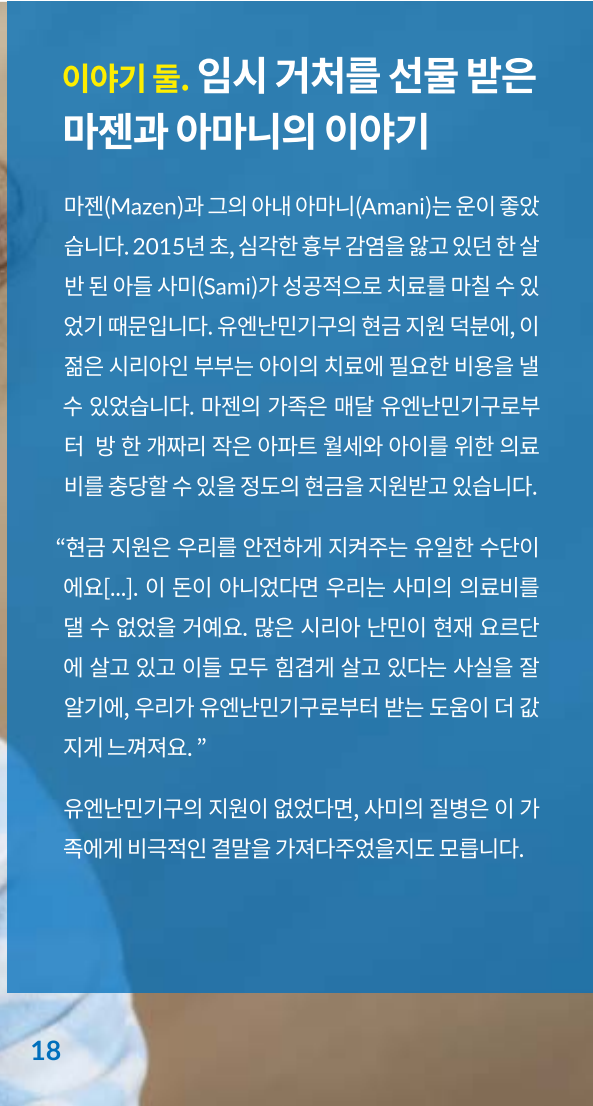 이야기 둘. 임시 거처를 선물 받은
마젠과 아마니의 이야기
마젠(Mazen)과 그의 아내 아마니(Amani)는 운이 좋았
습니다. 2015년 초, 심각한 흉부 감염을 앓고 있던 한 살
반 된 아들 사미(Sami)가 성공적으로 치료를 마칠 수 있
었기 때문입니다. 유엔난민기구의 현금 지원 덕분에, 이
젊은 시리아인 부부는 아이의 치료에 필요한 비용을 낼
수 있었습니다. 마젠의 가족은 매달 유엔난민기구로부
터 방 한 개짜리 작은 아파트 월세와 아이를 위한 의료
비를 충당할 수 있을 정도의 현금을 지원받고 있습니다.
“현금 지원은 우리를 안전하게 지켜주는 유일한 수단이
에요[...]. 이 돈이 아니었다면 우리는 사미의 의료비를
댈 수 없었을 거예요. 많은 시리아 난민이 현재 요르단
에 살고 있고 이들 모두 힘겹게 살고 있다는 사실을 잘
알기에, 우리가 유엔난민기구로부터 받는 도움이 더 값
지게 느껴져요. ”
유엔난민기구의 지원이 없었다면, 사미의 질병은 이 가
족에게 비극적인 결말을 가져다주었을지도 모릅니다.
18